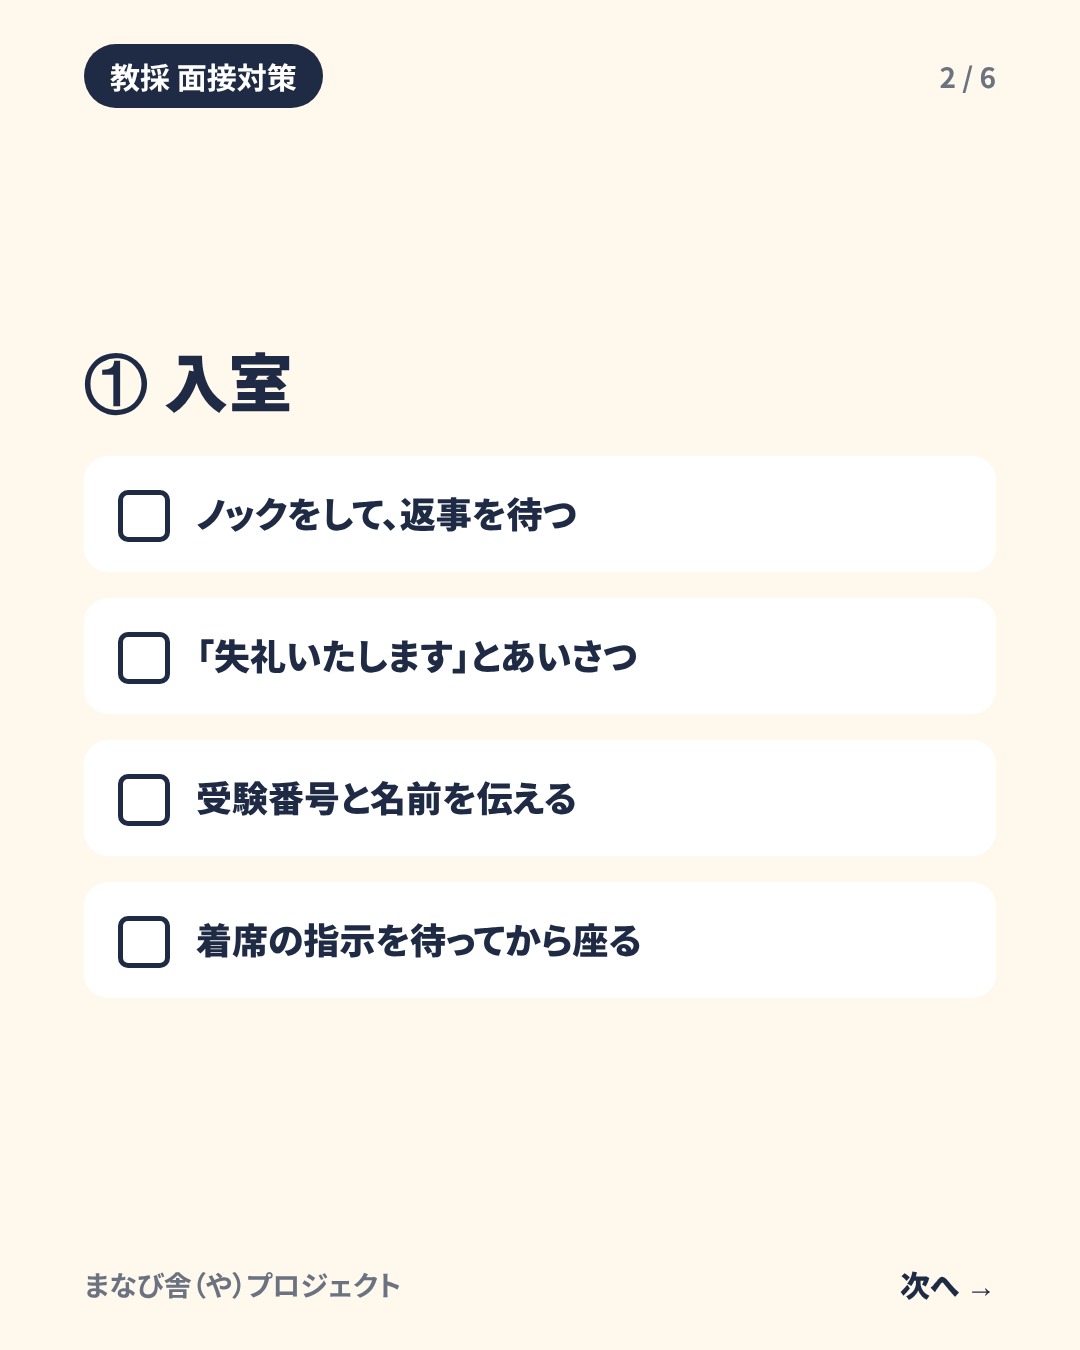 教採 面接対策
2 / 6
① 入室
ノックをして、返事を待つ
「失礼いたします」とあいさつ
受験番号と名前を伝える
着席の指示を待ってから座る
まなび舎（や）プロジェクト
次へ →